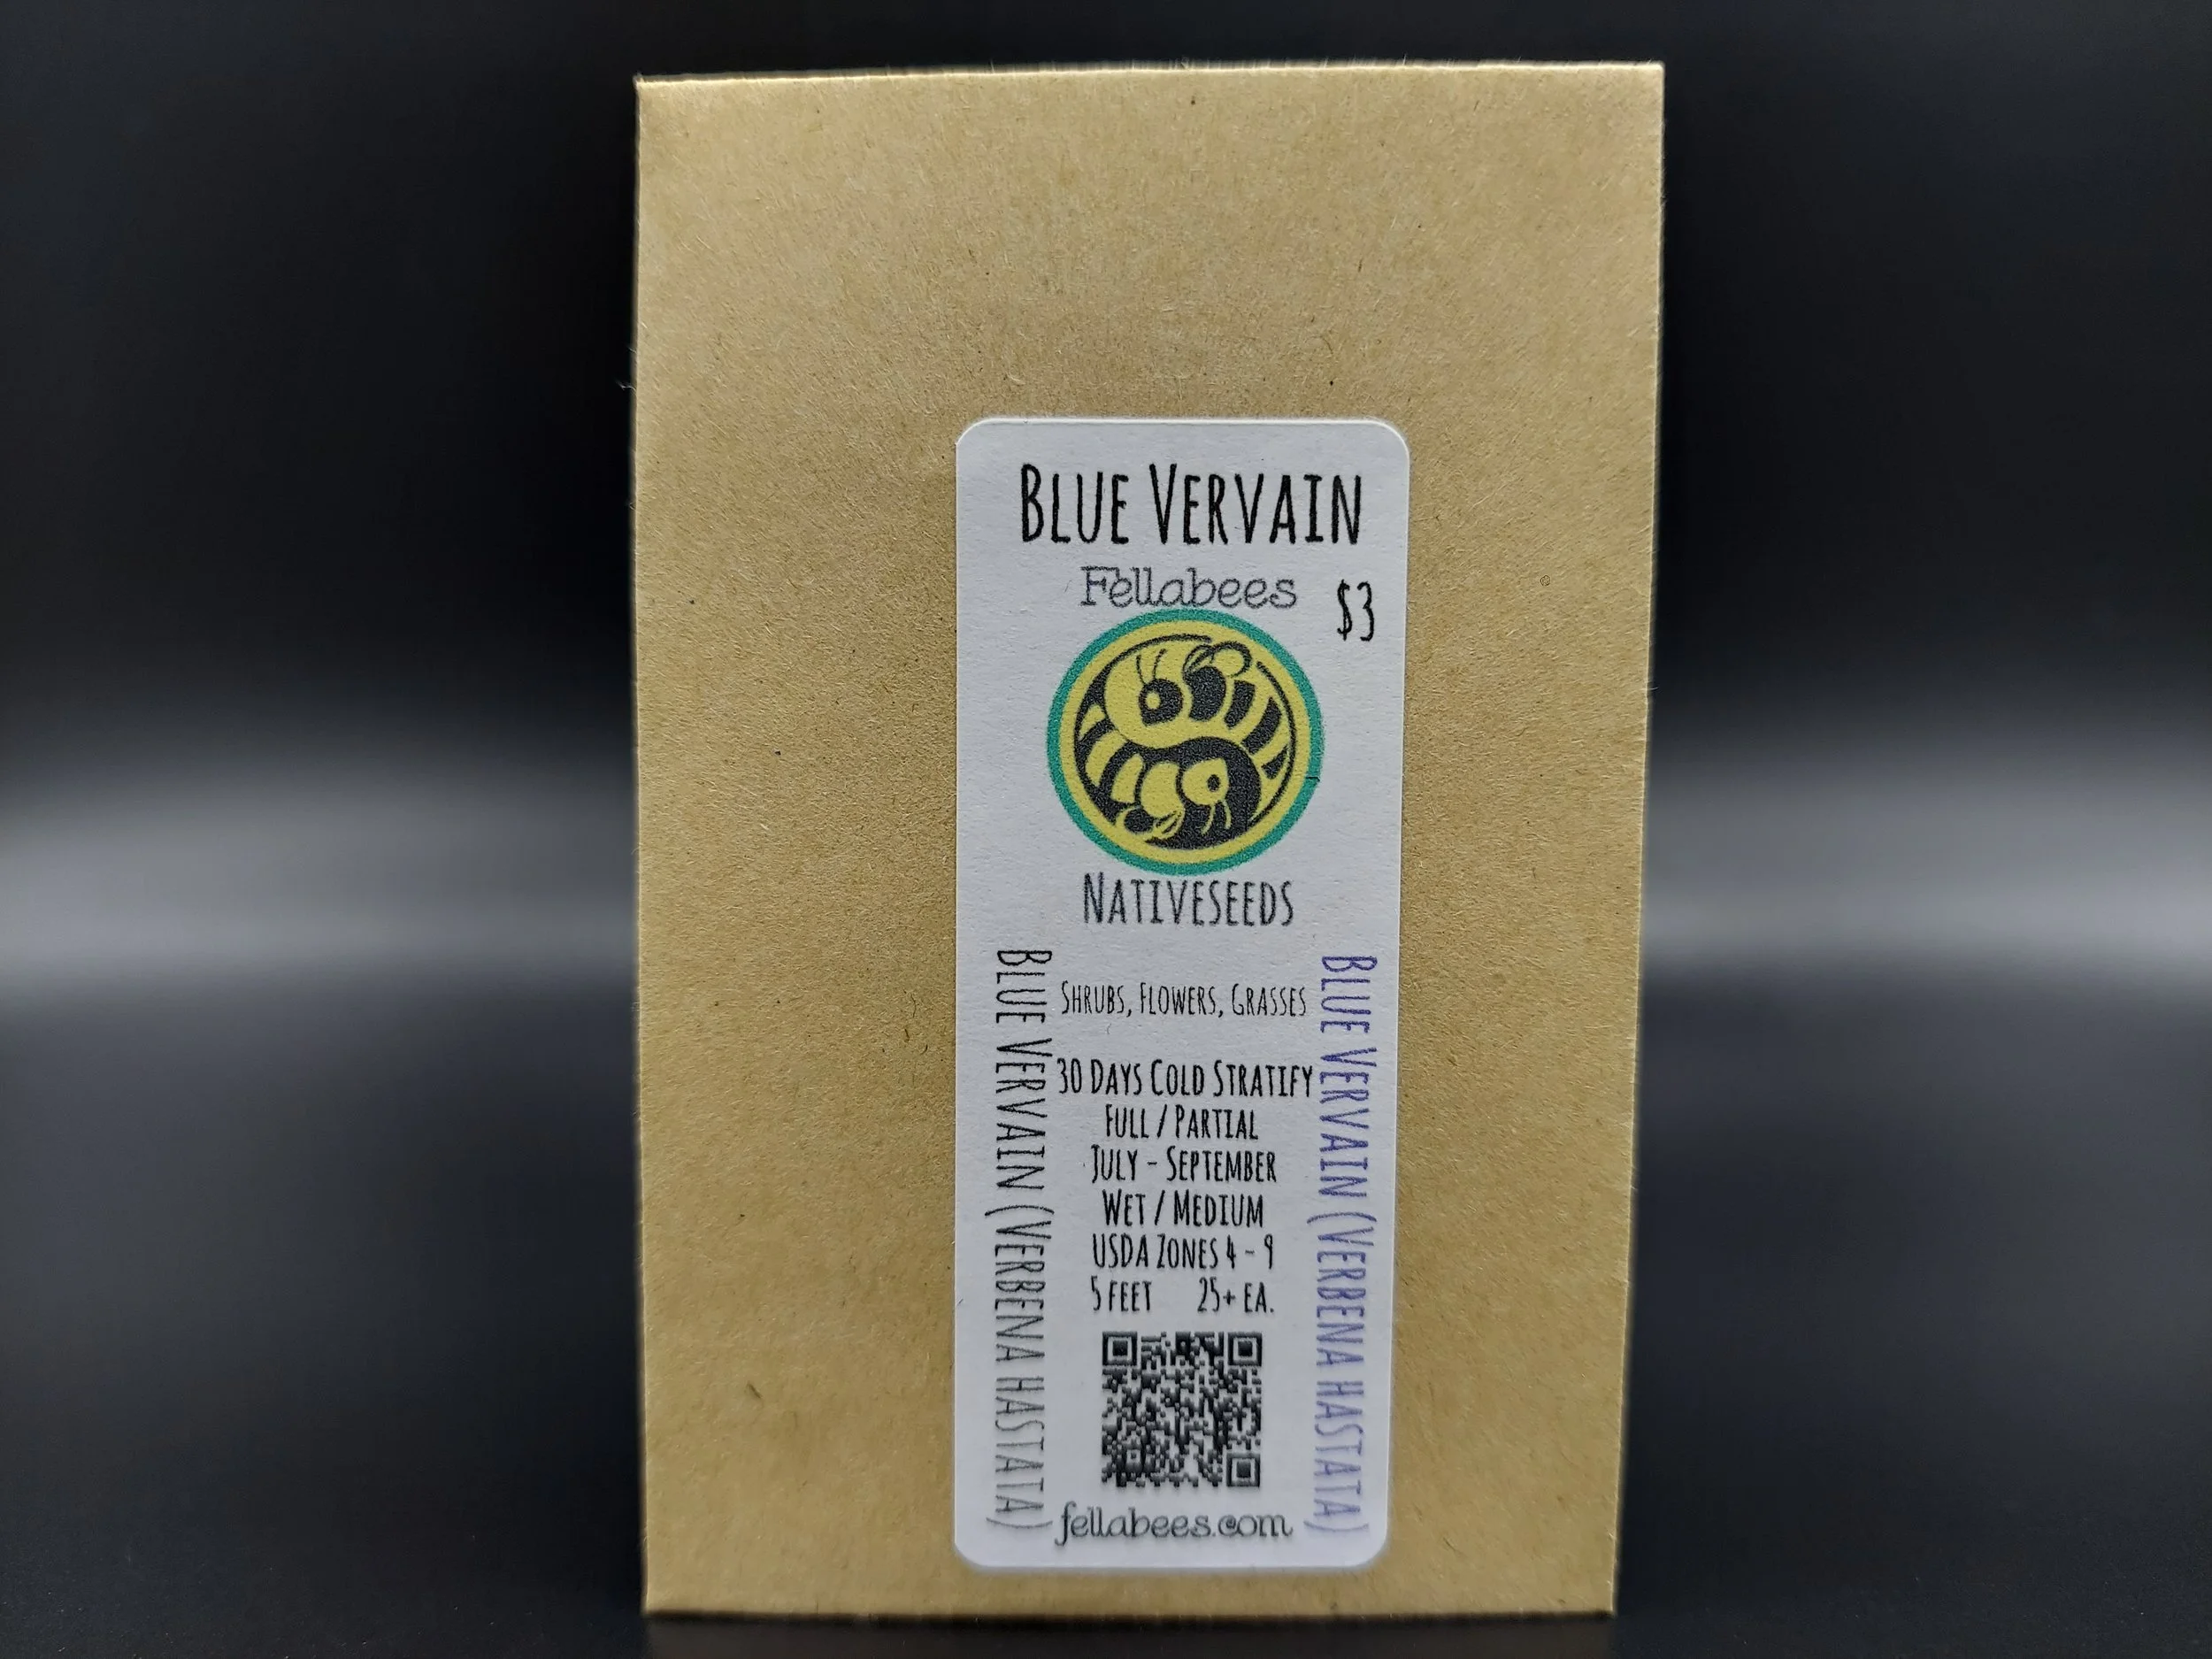 Blue Vervain
Fellabees
$3
Nativeseeds
Shrubs, Flowers, Grasses
30 Days Cold Stratify
Full / Partial
July - September
Wet / Medium
USDA Zones 4 - 9
5 feet 25+ ea.
Blue Vervain (Verbena hastata)
Blue Vervain (Verbena hastata)
fellabees.com